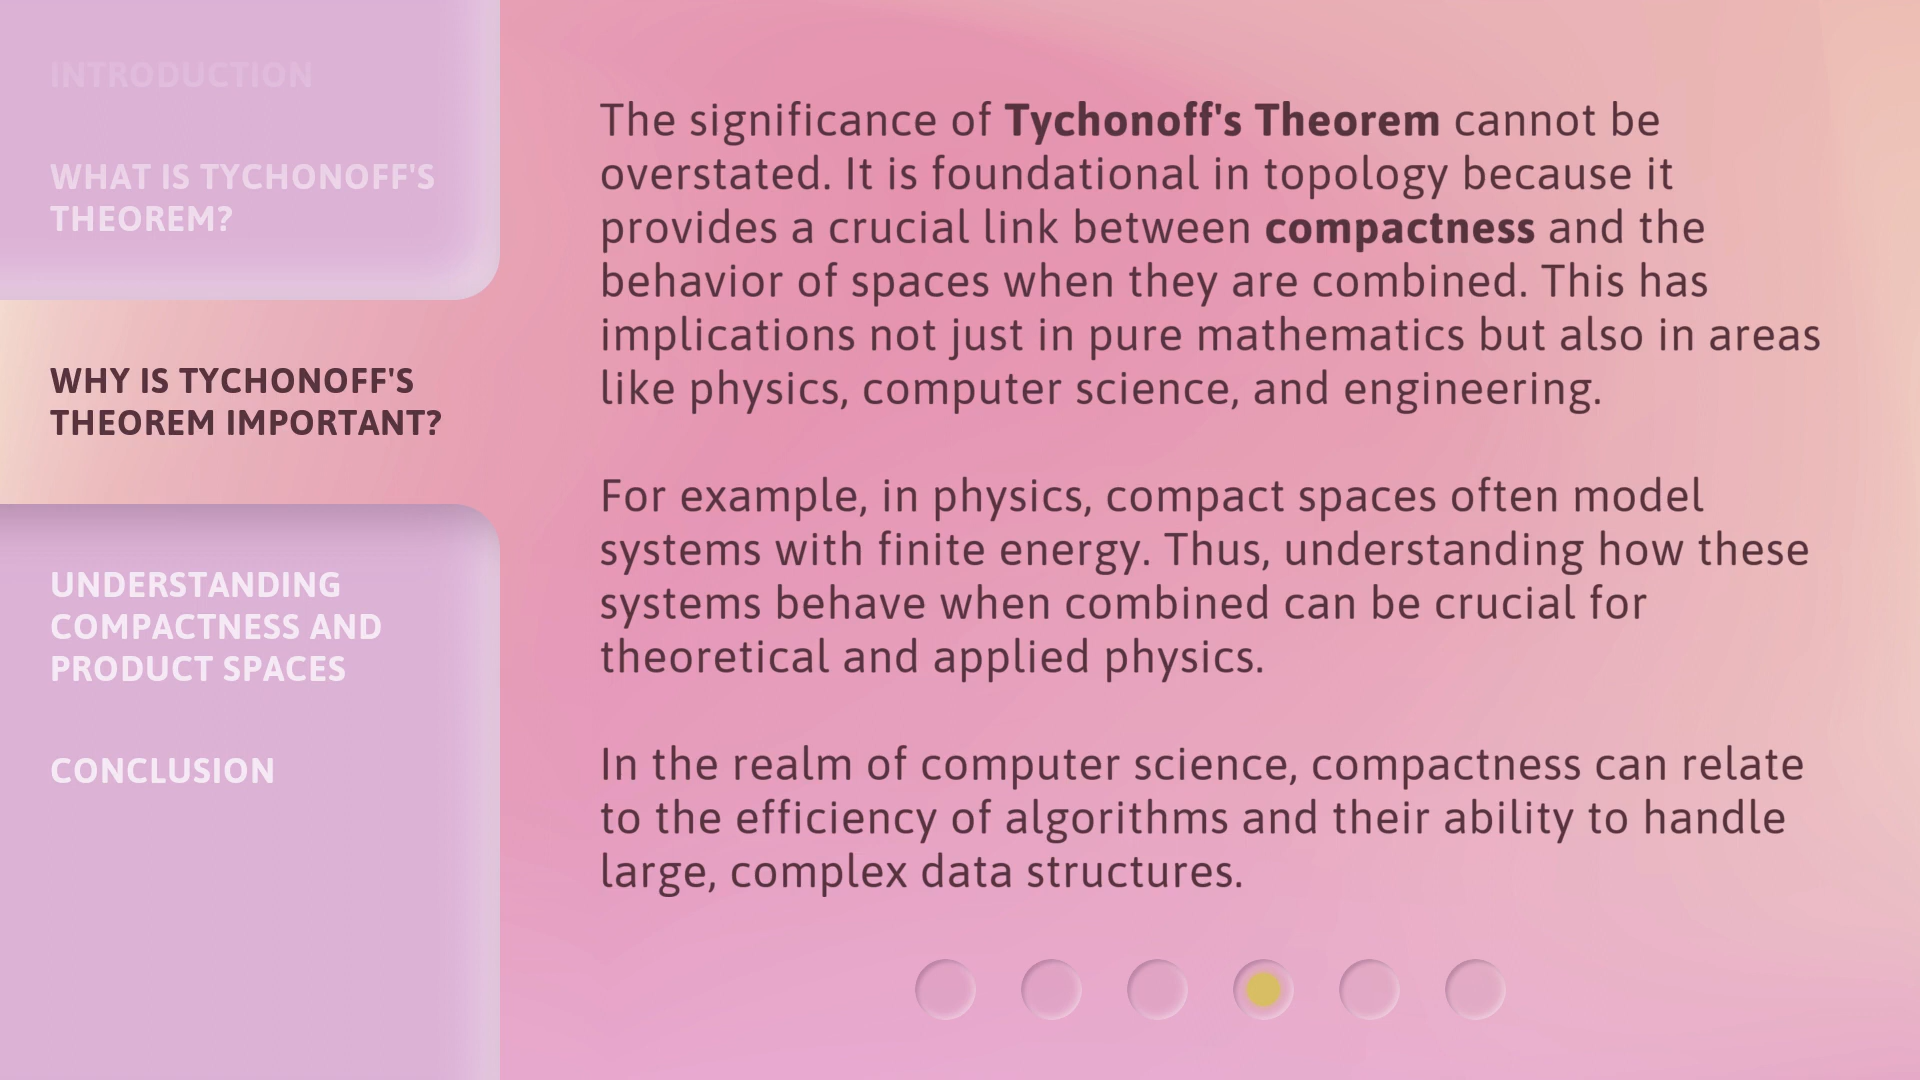 INTRODUCTION
WHAT IS TYCHONOFF'S
THEOREM?
WHY IS TYCHONOFF'S
THEOREM IMPORTANT?
UNDERSTANDING
COMPACTNESS AND
PRODUCT SPACES
CONCLUSION
The significance of Tychonoff's Theorem cannot be
overstated. It is foundational in topology because it
provides a crucial link between compactness and the
behavior of spaces when they are combined. This has
implications not just in pure mathematics but also in areas
like physics, computer science, and engineering.
For example, in physics, compact spaces often model
systems with finite energy. Thus, understanding how these
systems behave when combined can be crucial for
theoretical and applied physics.
In the realm of computer science, compactness can relate
to the efficiency of algorithms and their ability to handle
large, complex data structures.